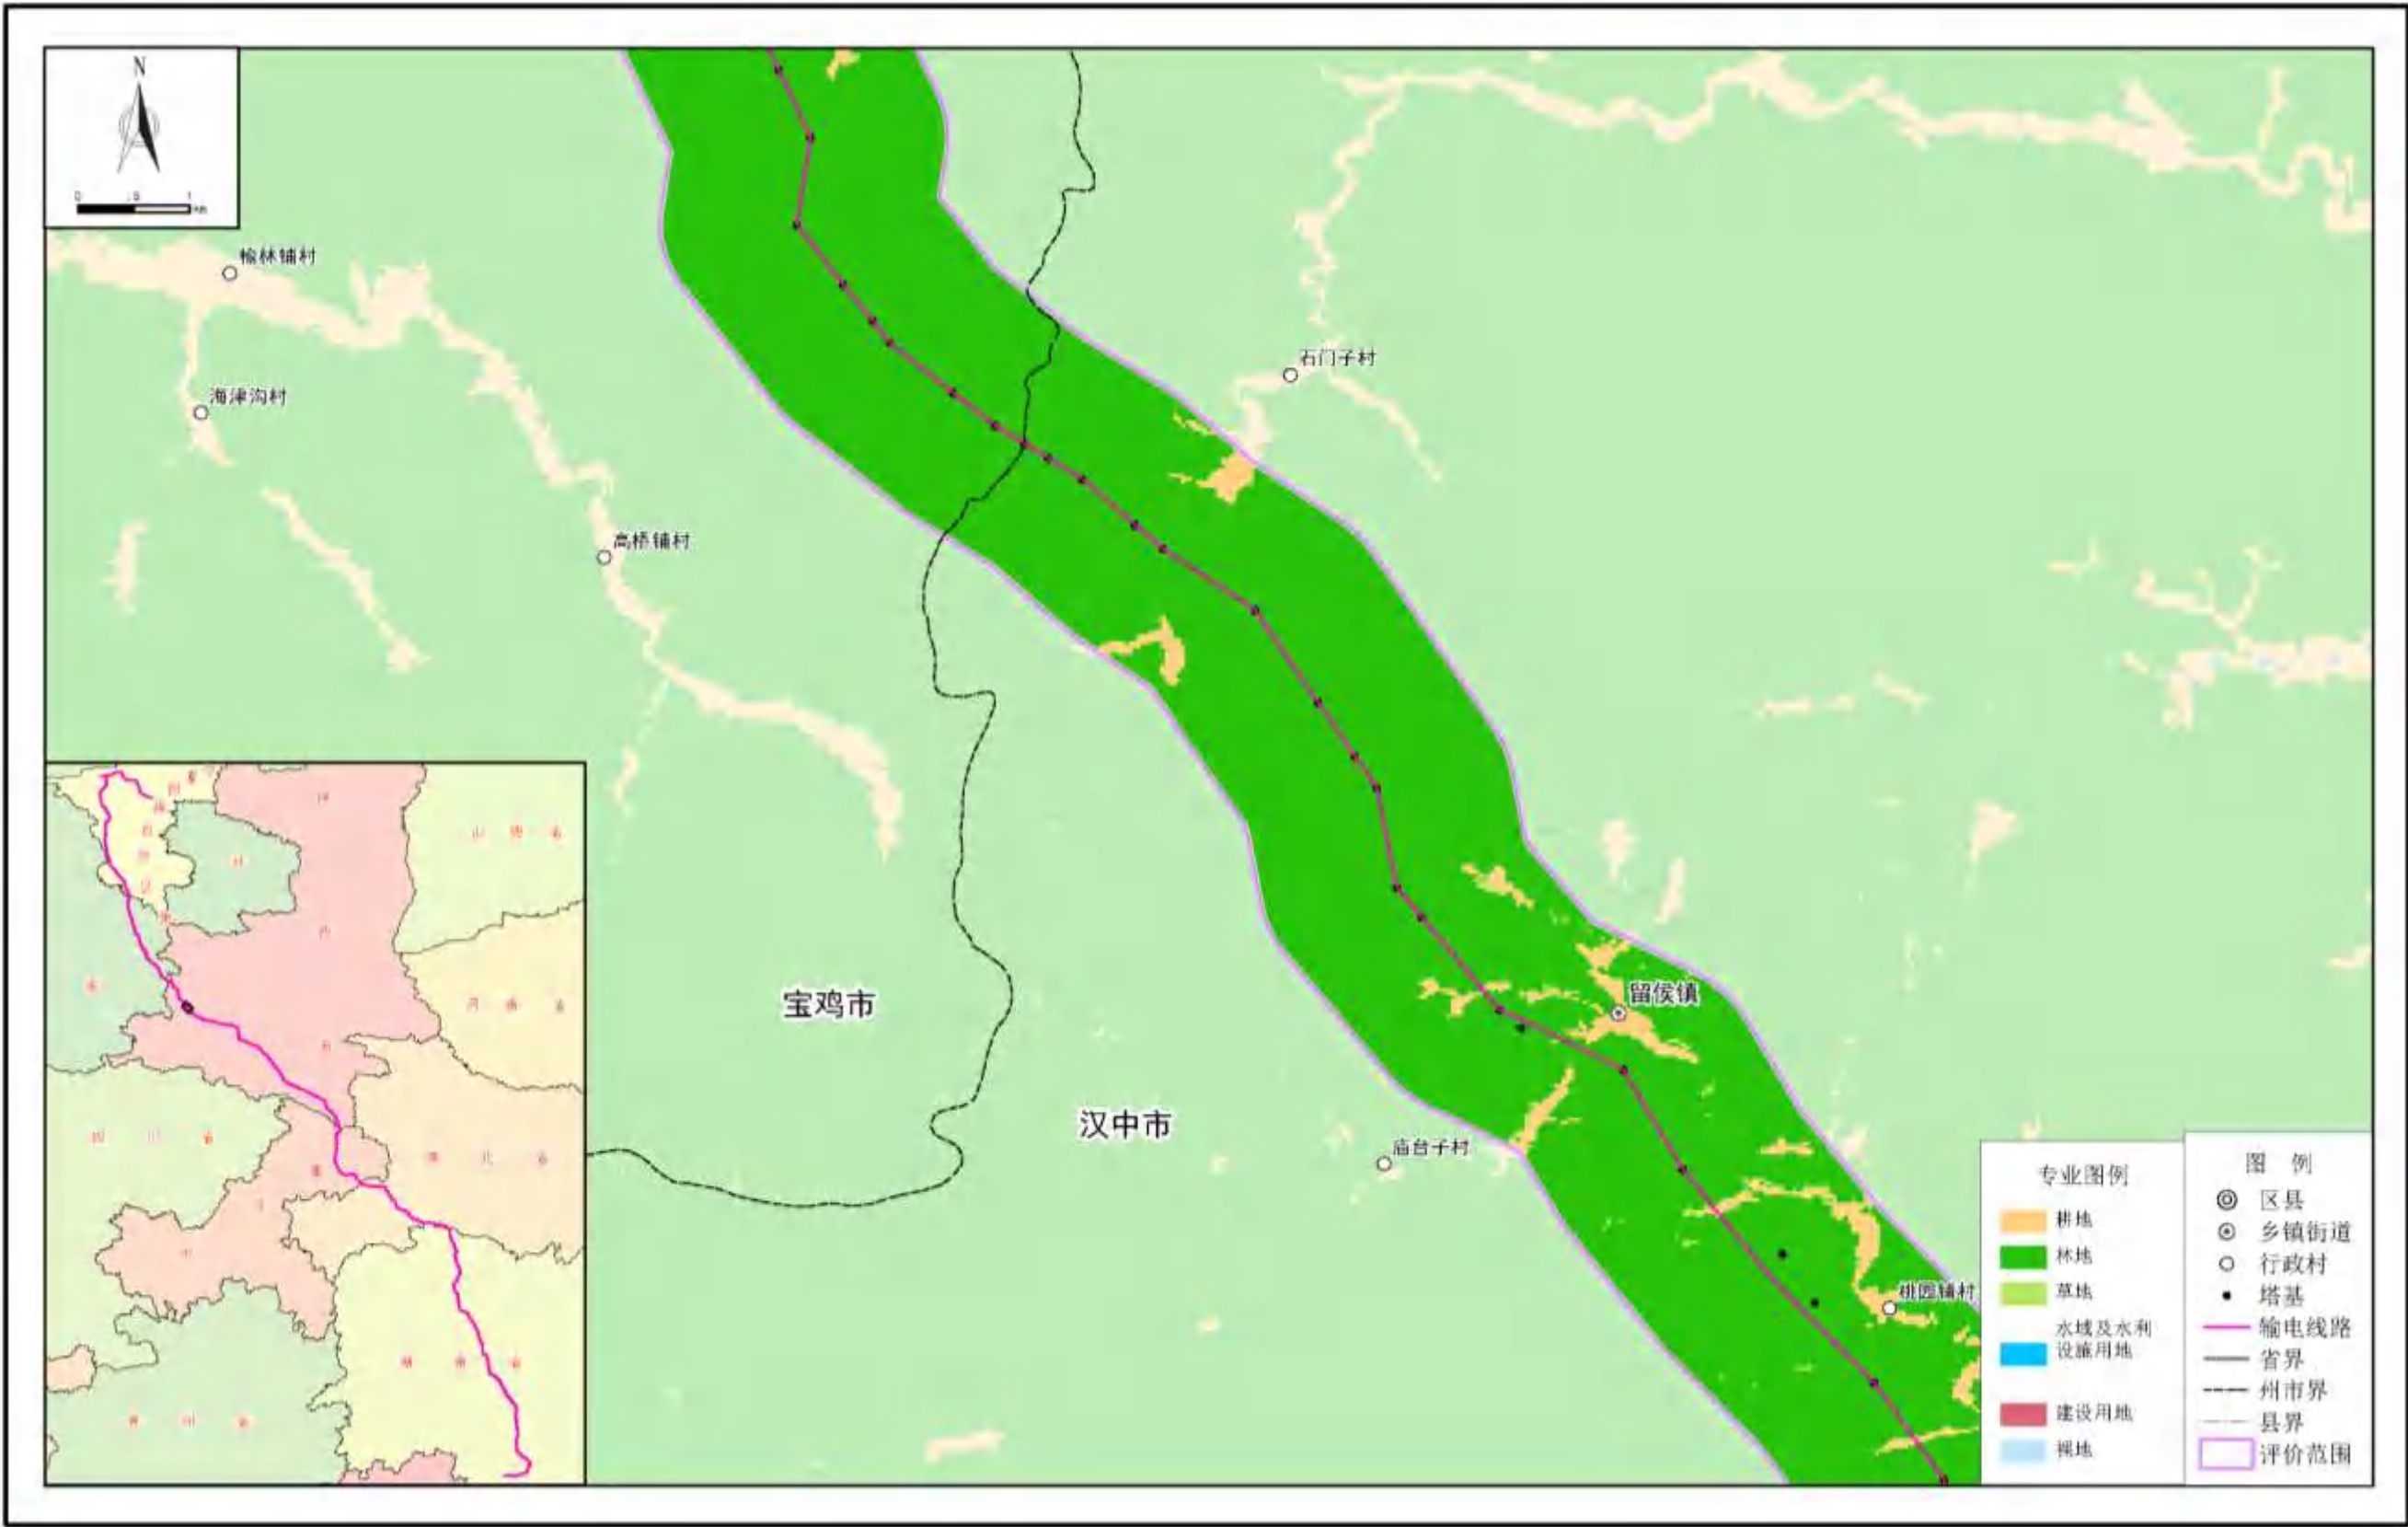 N
榆林铺村
石门子村
海津沟村
高桥铺村
宝鸡市
留侯镇
汉中市
庙台子村
桃园铺村
专业图例
耕地
林地
草地
水域及水利
设施用地
建设用地
裸地
图 例
区县
乡镇街道
行政村
塔基
输电线路
省界
州市界
县界
评价范围